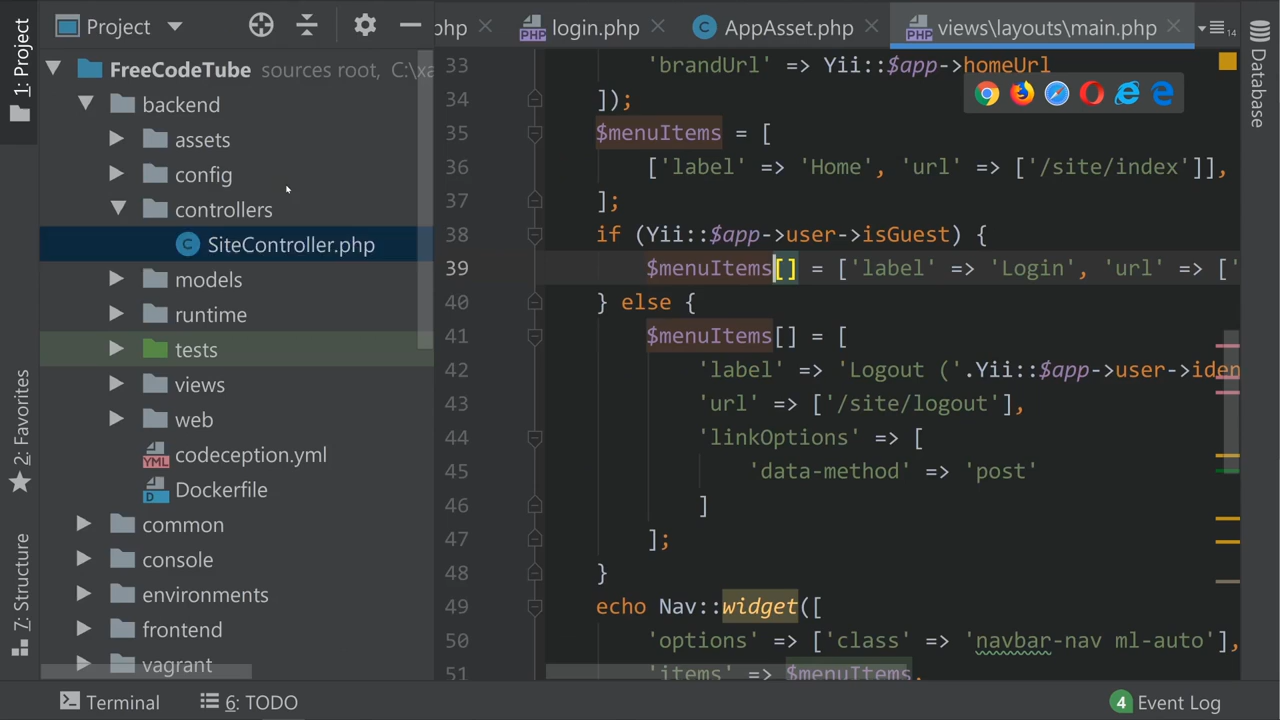 Project
php
login.php
AppAsset.php
views\layouts\main.php
14
1: Project
2: Favorites
7: Structure
Database
FreeCodeTube sources root, C:\xa
backend
assets
config
controllers
SiteController.php
models
runtime
tests
views
web
codeception.yml
Dockerfile
common
console
environments
frontend
vagrant
33 'brandUrl' => Yii::$app->homeUrl
34 ]);
35 $menuItems = [
36 ['label' => 'Home', 'url' => ['/site/index']],
37 ];
38 if (Yii::$app->user->isGuest) {
39 $menuItems[] = ['label' => 'Login', 'url' => ['
40 } else {
41 $menuItems[] = [
42 'label' => 'Logout ('.Yii::$app->user->iden
43 'url' => ['/site/logout'],
44 'linkOptions' => [
45 'data-method' => 'post'
46 ]
47 ];
48 }
49 echo Nav::widget([
50 'options' => ['class' => 'navbar-nav ml-auto'],
51 'items' => $menuItems,
Terminal
6: TODO
4 Event Log